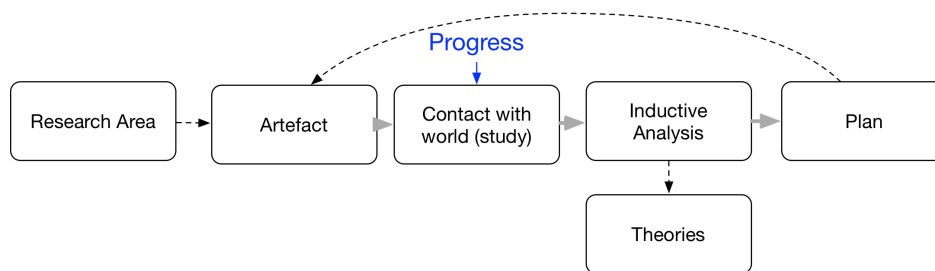 Progress
Research Area
Artefact
Contact with
world (study)
Inductive
Analysis
Plan
Theories